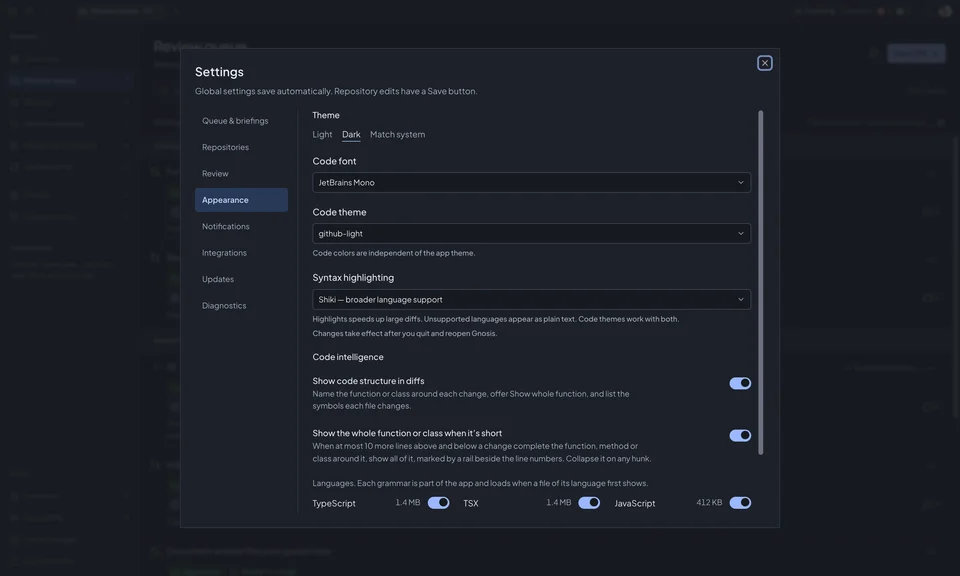 Review queue
Settings
Global settings save automatically. Repository edits have a Save button.
Queue & briefings
Repositories
Review
Appearance
Notifications
Integrations
Updates
Diagnostics
Theme
Light Dark Match system
Code font
JetBrains Mono
Code theme
github-light
Code colors are independent of the app theme.
Syntax highlighting
Shiki — broader language support
Highlights speeds up large diffs. Unsupported languages appear as plain text. Code themes work with both.
Changes take effect after you quit and reopen Gnosis.
Code intelligence
Show code structure in diffs
Name the function or class around each change, offer Show whole function, and list the
symbols each file changes.
Show the whole function or class when it's short
When at most 10 more lines above and below a change complete the function, method or
class around it, show all of it, marked by a rail beside the line numbers. Collapse it on any hunk.
Languages. Each grammar is part of the app and loads when a file of its language first shows.
TypeScript 1.4 MB TSX 1.4 MB JavaScript 412 KB